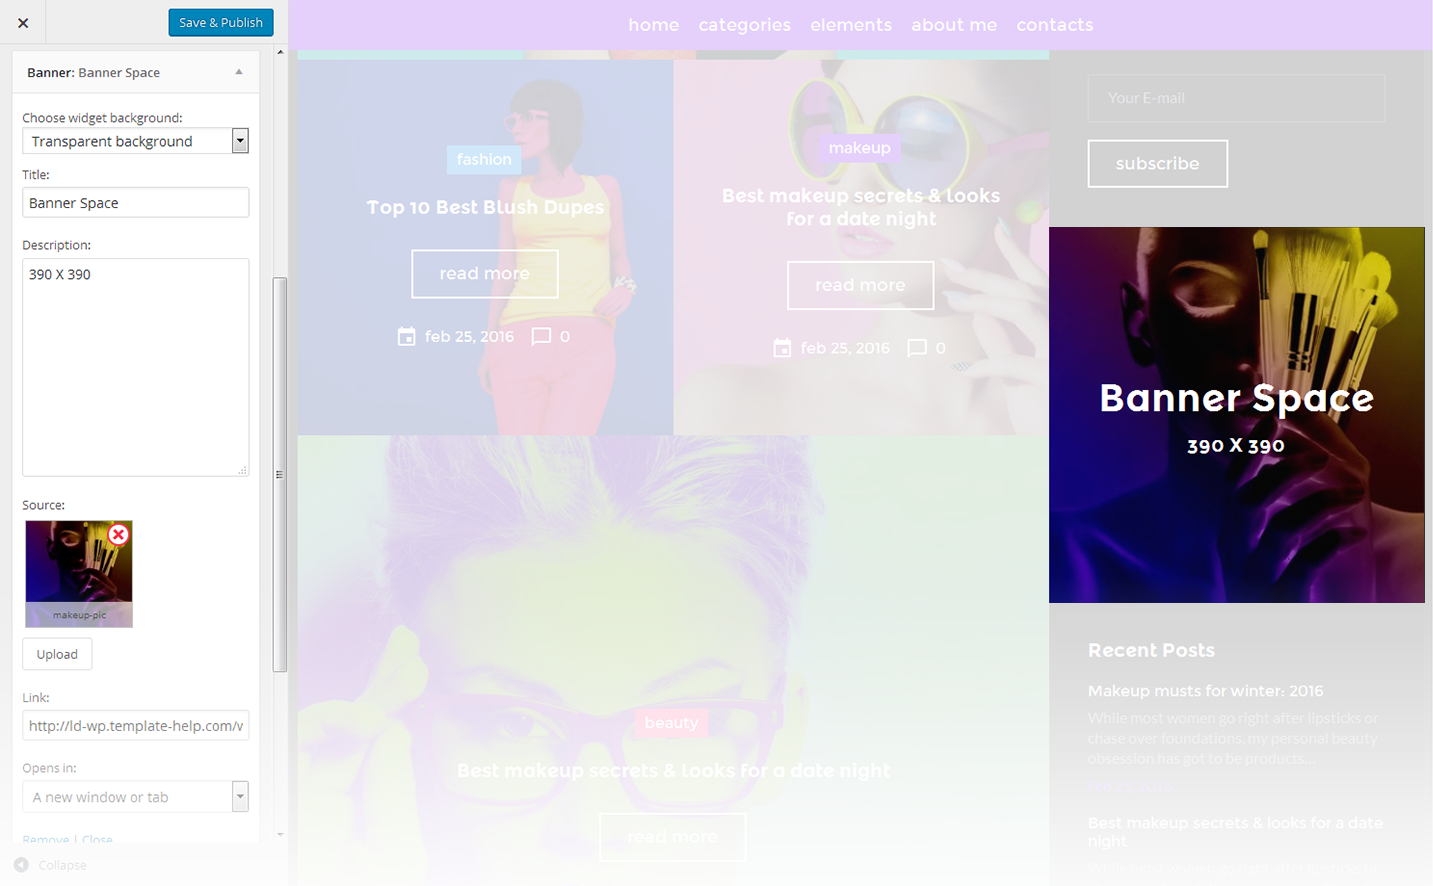 Save & Publish
Banner: Banner Space
Choose widget background:
Transparent background
Title:
Banner Space
Description:
390 X 390
Source:
makeup-pic
Upload
Link:
http://ld-wp.template-help.com/w
Opens in:
A new window or tab
Remove | Close
Collapse
home categories elements about me contacts
fashion
Top 10 Best Blush Dupes
read more
feb 25, 2016 0
makeup
Best makeup secrets & looks
for a date night
read more
feb 25, 2016 0
beauty
Best makeup secrets & looks for a date night
read more
Your E-mail
subscribe
Banner Space
390 X 390
Recent Posts
Makeup musts for winter: 2016
While most women go right after lipsticks or
chase over foundations, my personal beauty
obsession has got to be products...
Best makeup secrets & looks for a date
night